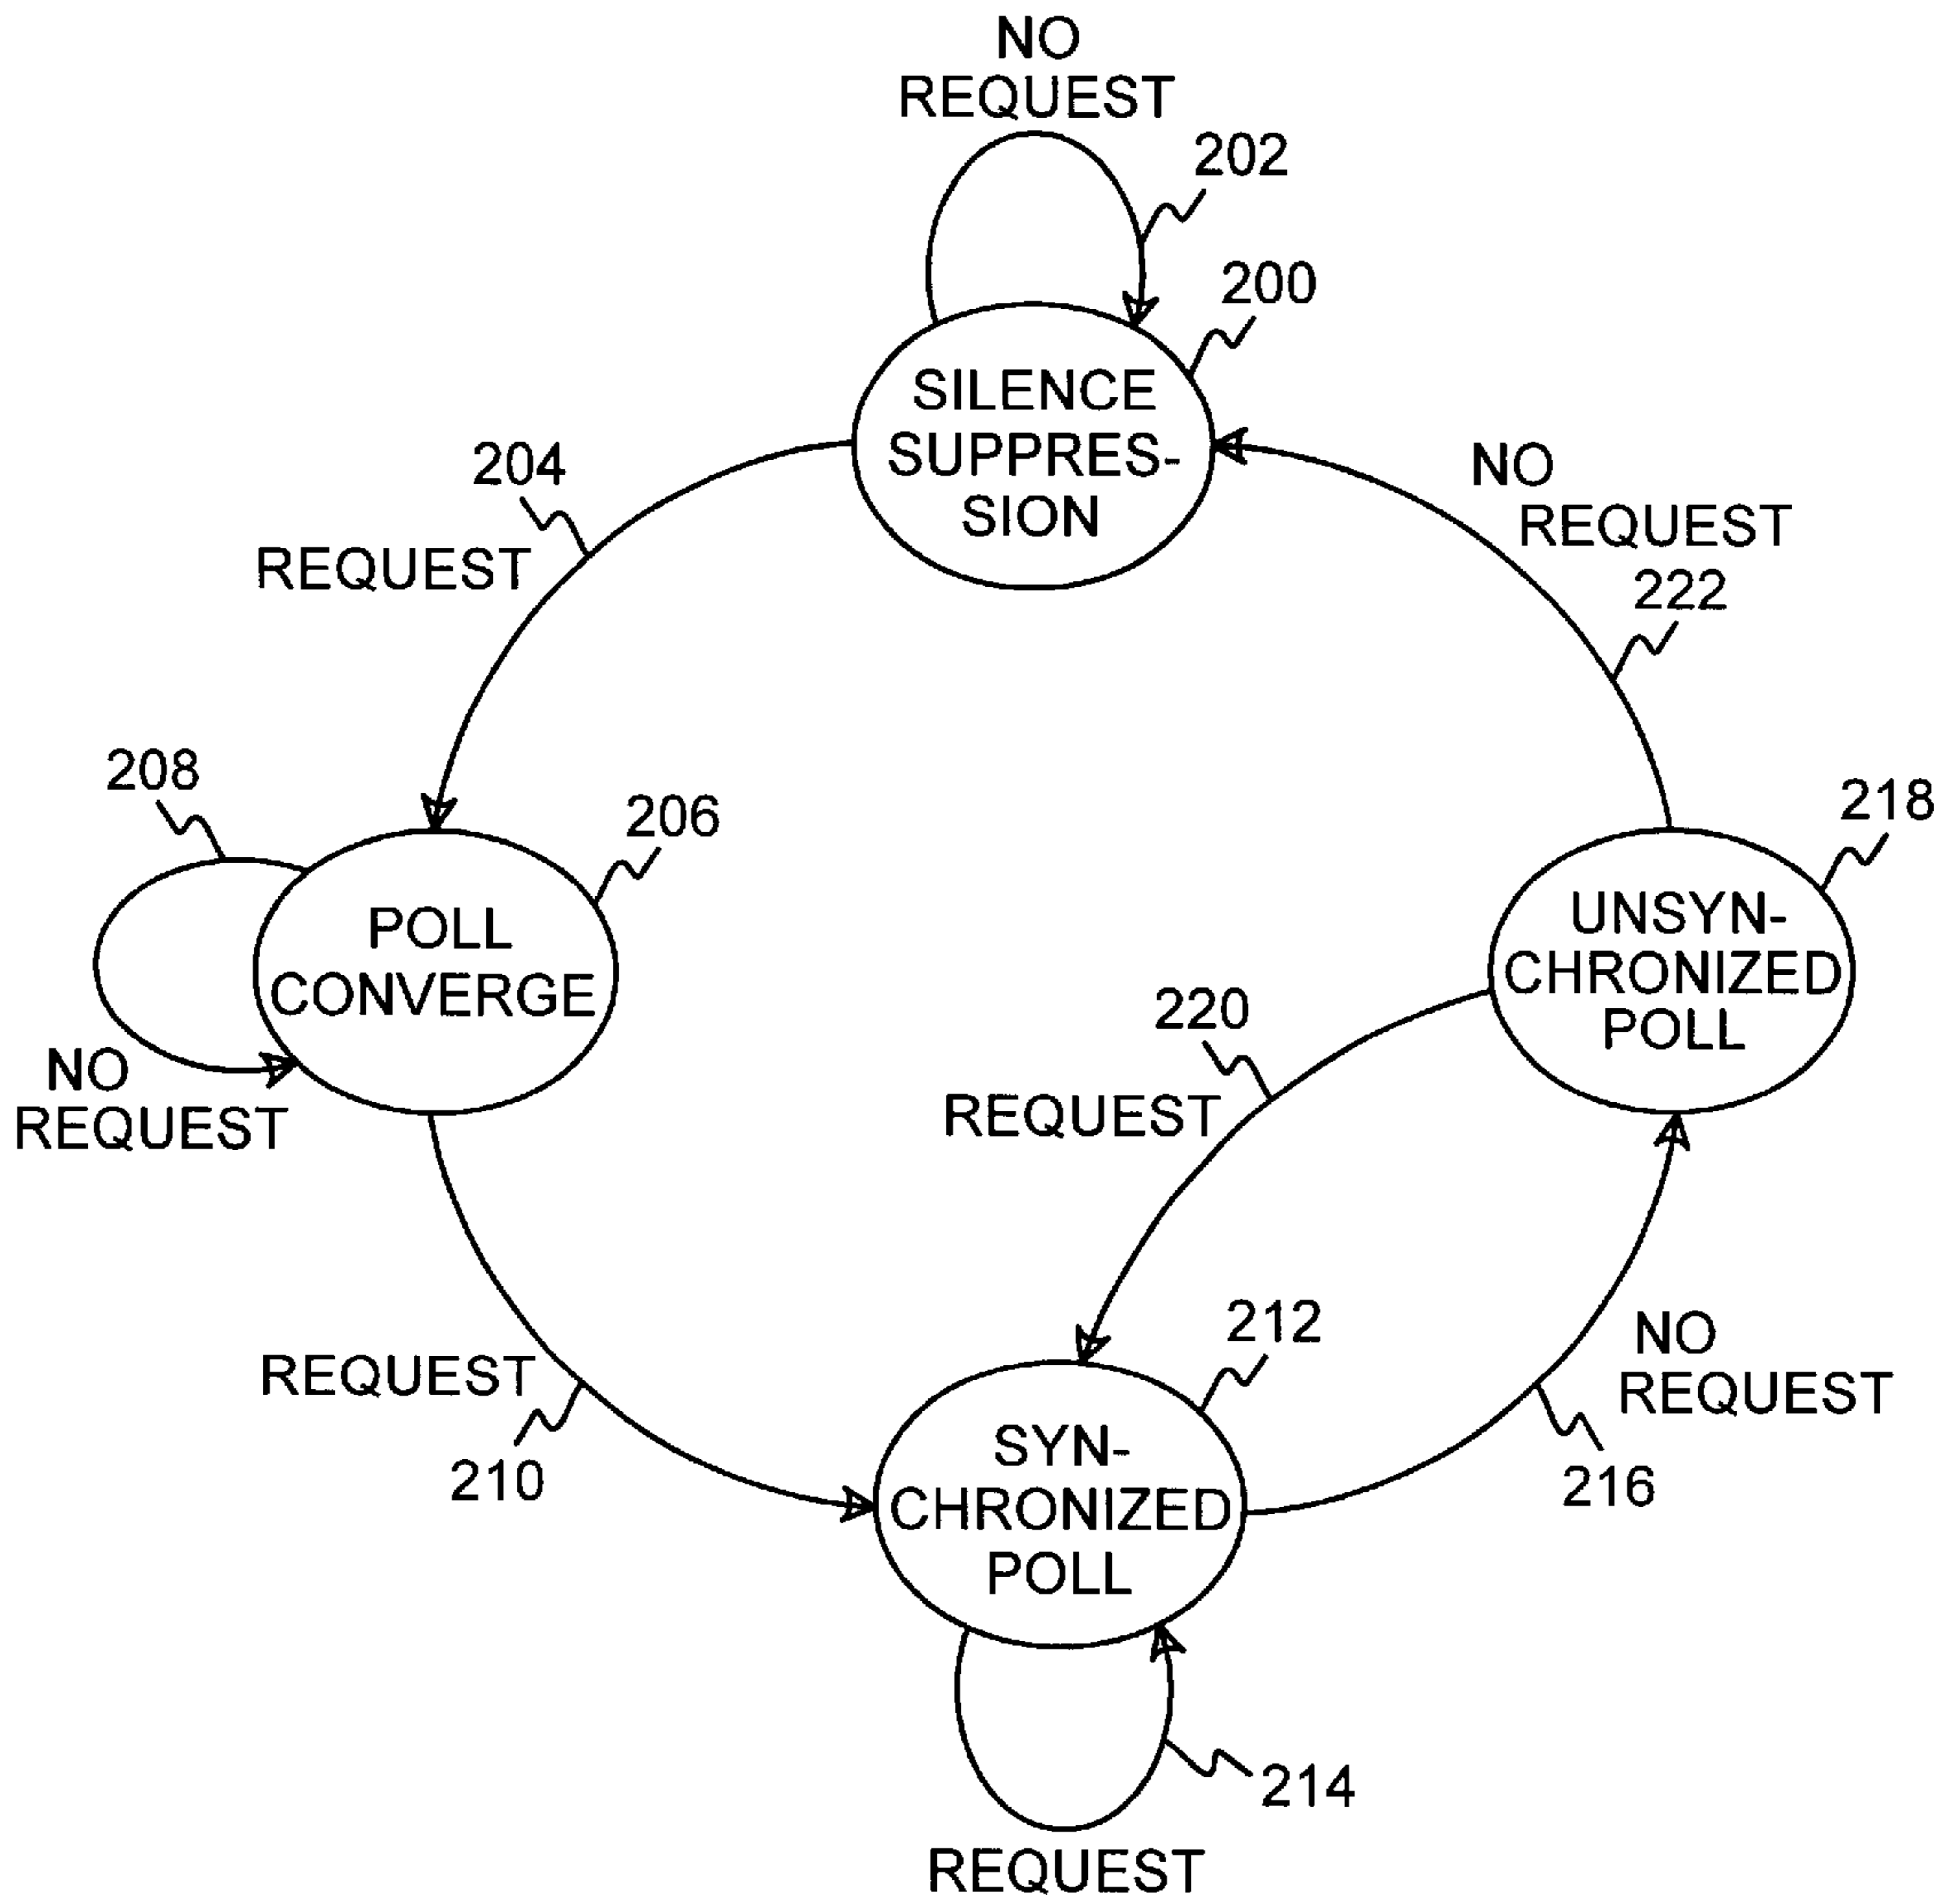 NO
REQUEST
202
200
SILENCE
SUPPRES-
SION
204
REQUEST
NO
REQUEST
222
208
206
POLL
CONVERGE
NO
REQUEST
218
UNSYN-
CHRONIZED
POLL
220
REQUEST
212
NO
REQUEST
216
REQUEST
210
SYN-
CHRONIZED
POLL
214
REQUEST